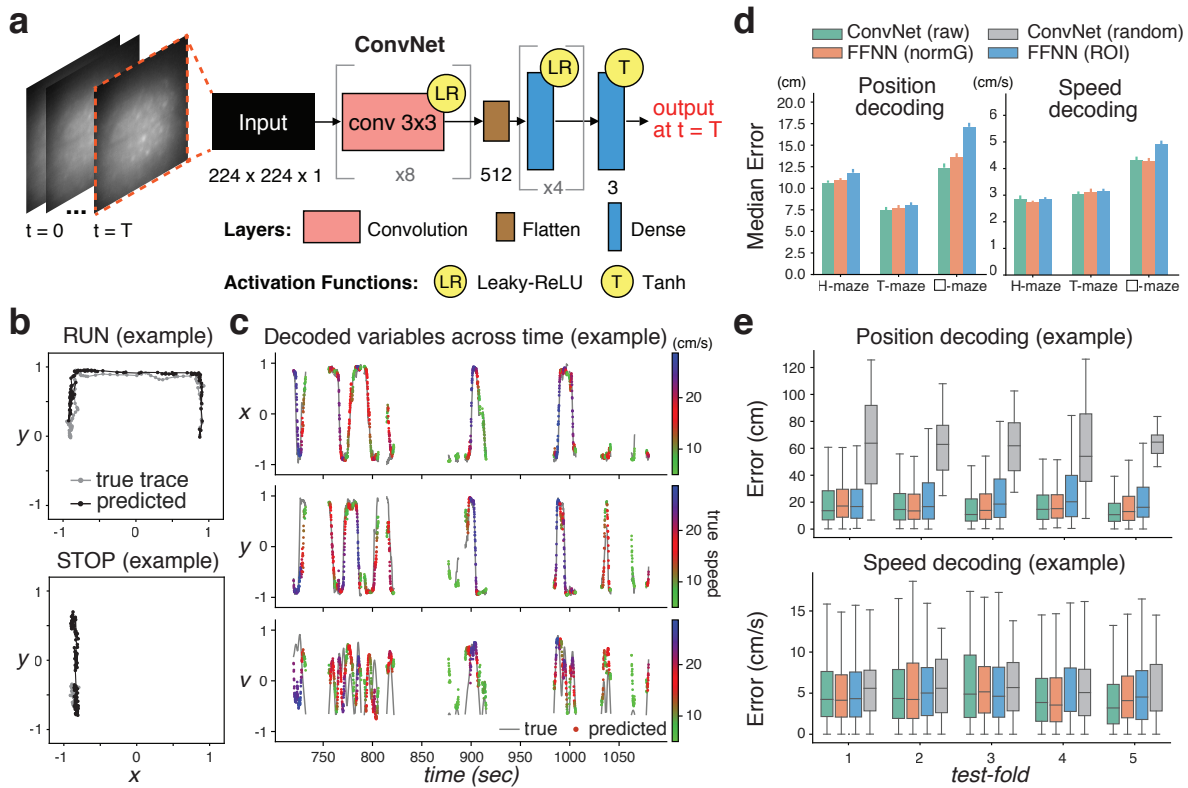 a
ConvNet
LR
LR
T
Input
conv 3x3
output
at t = T
224 x 224 x 1
x8
512
x4
3
...
t = 0
t = T
Layers:
Convolution
Flatten
Dense
Activation Functions:
LR
Leaky-ReLU
T
Tanh
b
RUN (example)
1
y
0
-1
true trace
predicted
-1
0
1
STOP (example)
1
y
0
-1
-1
0
1
x
c
Decoded variables across time (example)
(cm/s)
1
x
0
-1
20
10
1
y
0
-1
20
10
true speed
1
v
0
-1
20
10
true
predicted
700
750
800
850
900
950
1000
1050
time (sec)
d
ConvNet (raw)
ConvNet (random)
FFNN (normG)
FFNN (ROI)
(cm)
Position
decoding
Median Error
20.0
17.5
15.0
12.5
10.0
7.5
5.0
2.5
0.0
H-maze
T-maze
□-maze
(cm/s)
Speed
decoding
6
5
4
3
2
1
0
H-maze
T-maze
□-maze
e
Position decoding (example)
Error (cm)
120
100
80
60
40
20
0
Speed decoding (example)
Error (cm/s)
15
10
5
0
1
2
3
4
5
test-fold